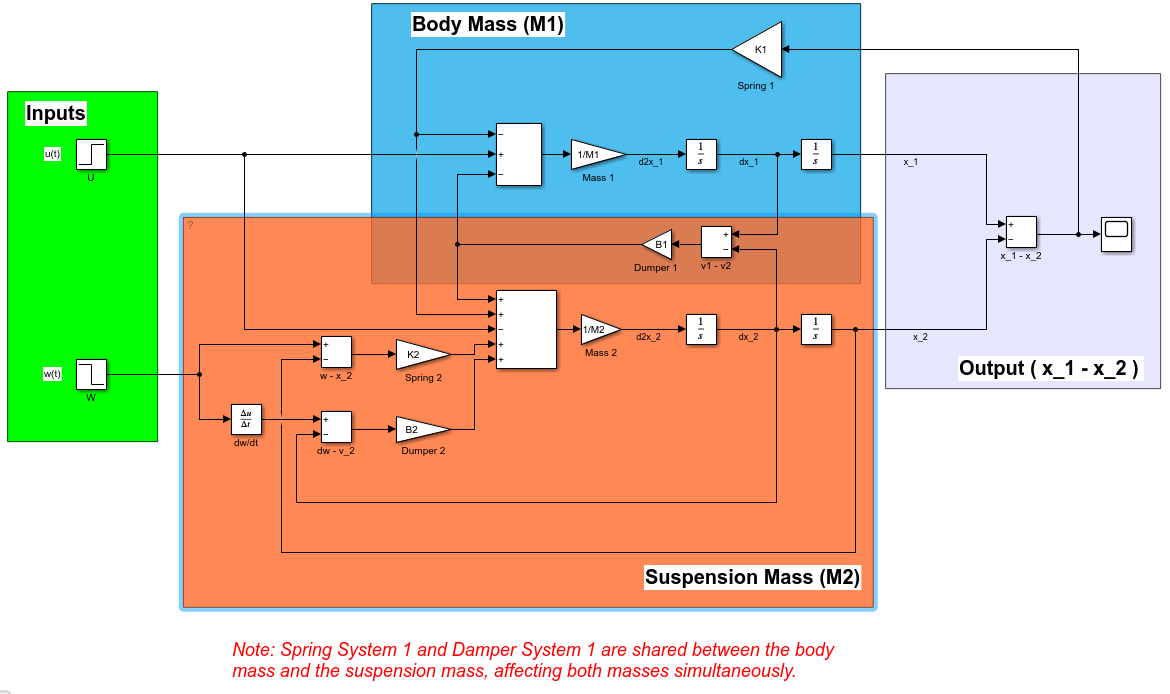 Body Mass (M1)
K1
Spring 1
Inputs
u(t)
U
−
+
−
1/M1
Mass 1
d2x_1
1
s
dx_1
1
s
x_1
?
B1
Dumper 1
+
−
v1 - v2
+
−
x_1 - x_2
+
+
−
+
+
1/M2
Mass 2
d2x_2
1
s
dx_2
1
s
x_2
w(t)
W
+
−
w - x_2
K2
Spring 2
Δu
Δt
dw/dt
+
−
dw - v_2
B2
Dumper 2
Output ( x_1 - x_2 )
Suspension Mass (M2)
Note: Spring System 1 and Damper System 1 are shared between the body
mass and the suspension mass, affecting both masses simultaneously.